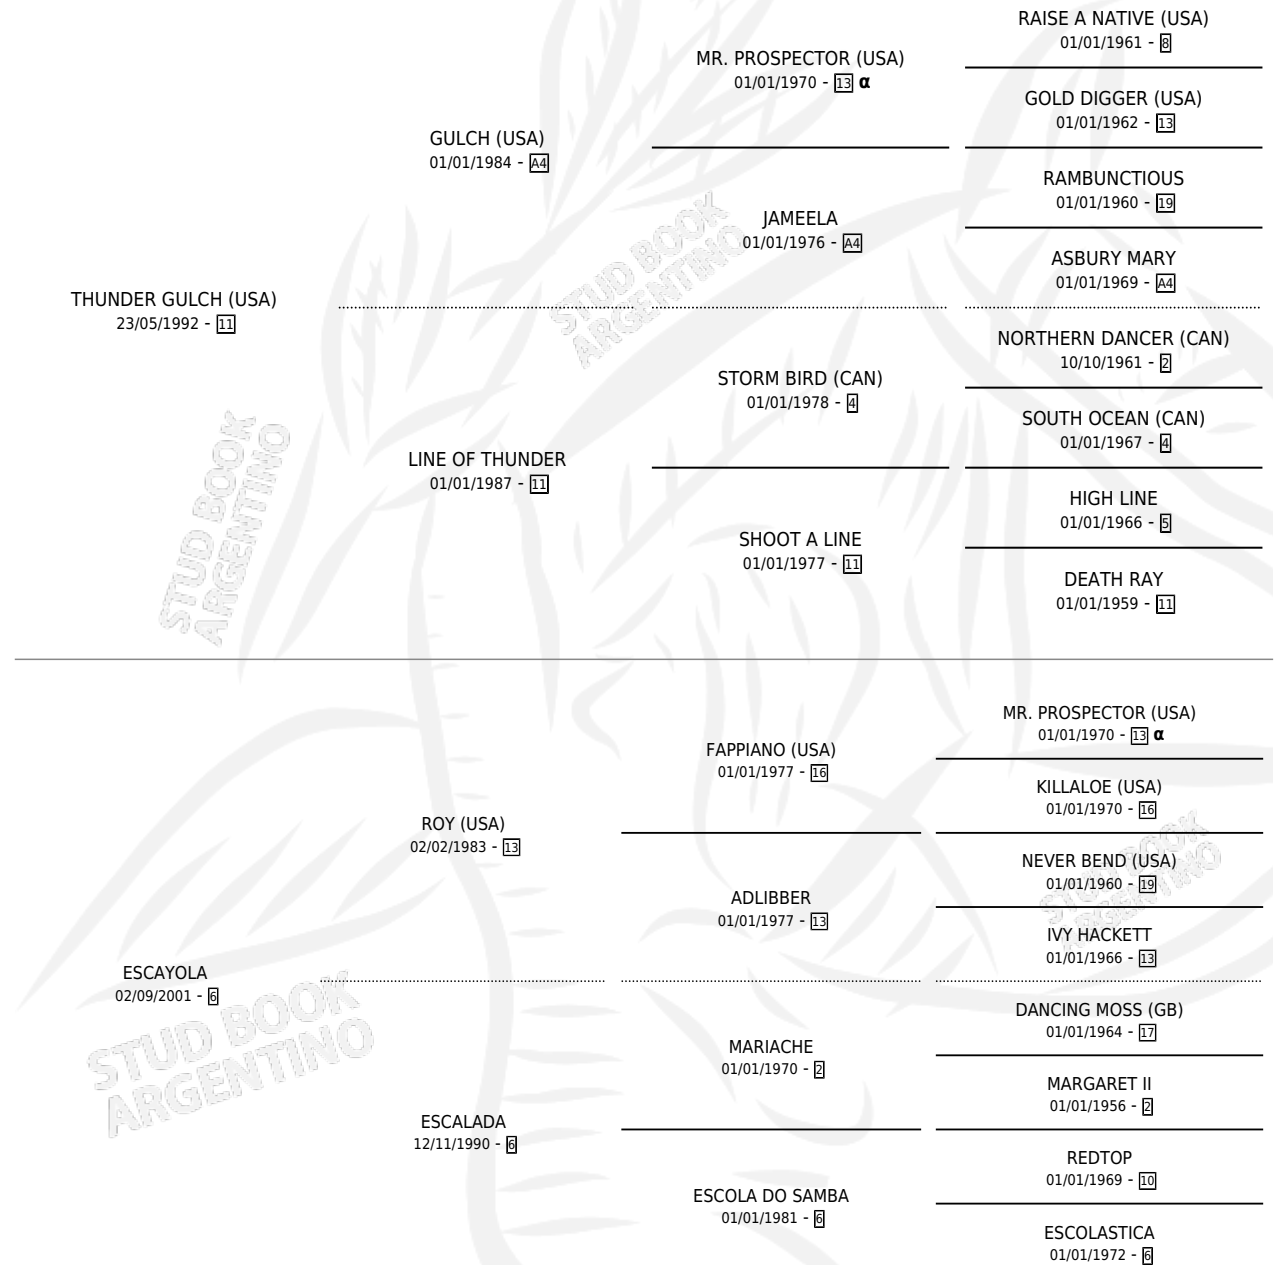 RAISE A NATIVE (USA)
01/01/1961 - 8
MR. PROSPECTOR (USA)
01/01/1970 - 13 α
GOLD DIGGER (USA)
01/01/1962 - 13
GULCH (USA)
01/01/1984 - A4
RAMBUNCTIOUS
01/01/1960 - 19
JAMEELA
01/01/1976 - A4
ASBURY MARY
01/01/1969 - A4
THUNDER GULCH (USA)
23/05/1992 - 11
NORTHERN DANCER (CAN)
10/10/1961 - 2
STORM BIRD (CAN)
01/01/1978 - 4
SOUTH OCEAN (CAN)
01/01/1967 - 4
LINE OF THUNDER
01/01/1987 - 11
HIGH LINE
01/01/1966 - 5
SHOOT A LINE
01/01/1977 - 11
DEATH RAY
01/01/1959 - 11
MR. PROSPECTOR (USA)
01/01/1970 - 13 α
FAPPIANO (USA)
01/01/1977 - 16
KILLALOE (USA)
01/01/1970 - 16
ROY (USA)
02/02/1983 - 13
NEVER BEND (USA)
01/01/1960 - 19
ADLIBBER
01/01/1977 - 13
IVY HACKETT
01/01/1966 - 13
ESCAYOLA
02/09/2001 - 6
DANCING MOSS (GB)
01/01/1964 - 17
MARIACHE
01/01/1970 - 2
MARGARET II
01/01/1956 - 2
ESCALADA
12/11/1990 - 6
REDTOP
01/01/1969 - 10
ESCOLA DO SAMBA
01/01/1981 - 6
ESCOLASTICA
01/01/1972 - 6
STUD BOOK
ARGENTINO
STUD BOOK
ARGENTINO
STUD BOOK
ARGENTINO
STUD BOOK
ARGENTINO